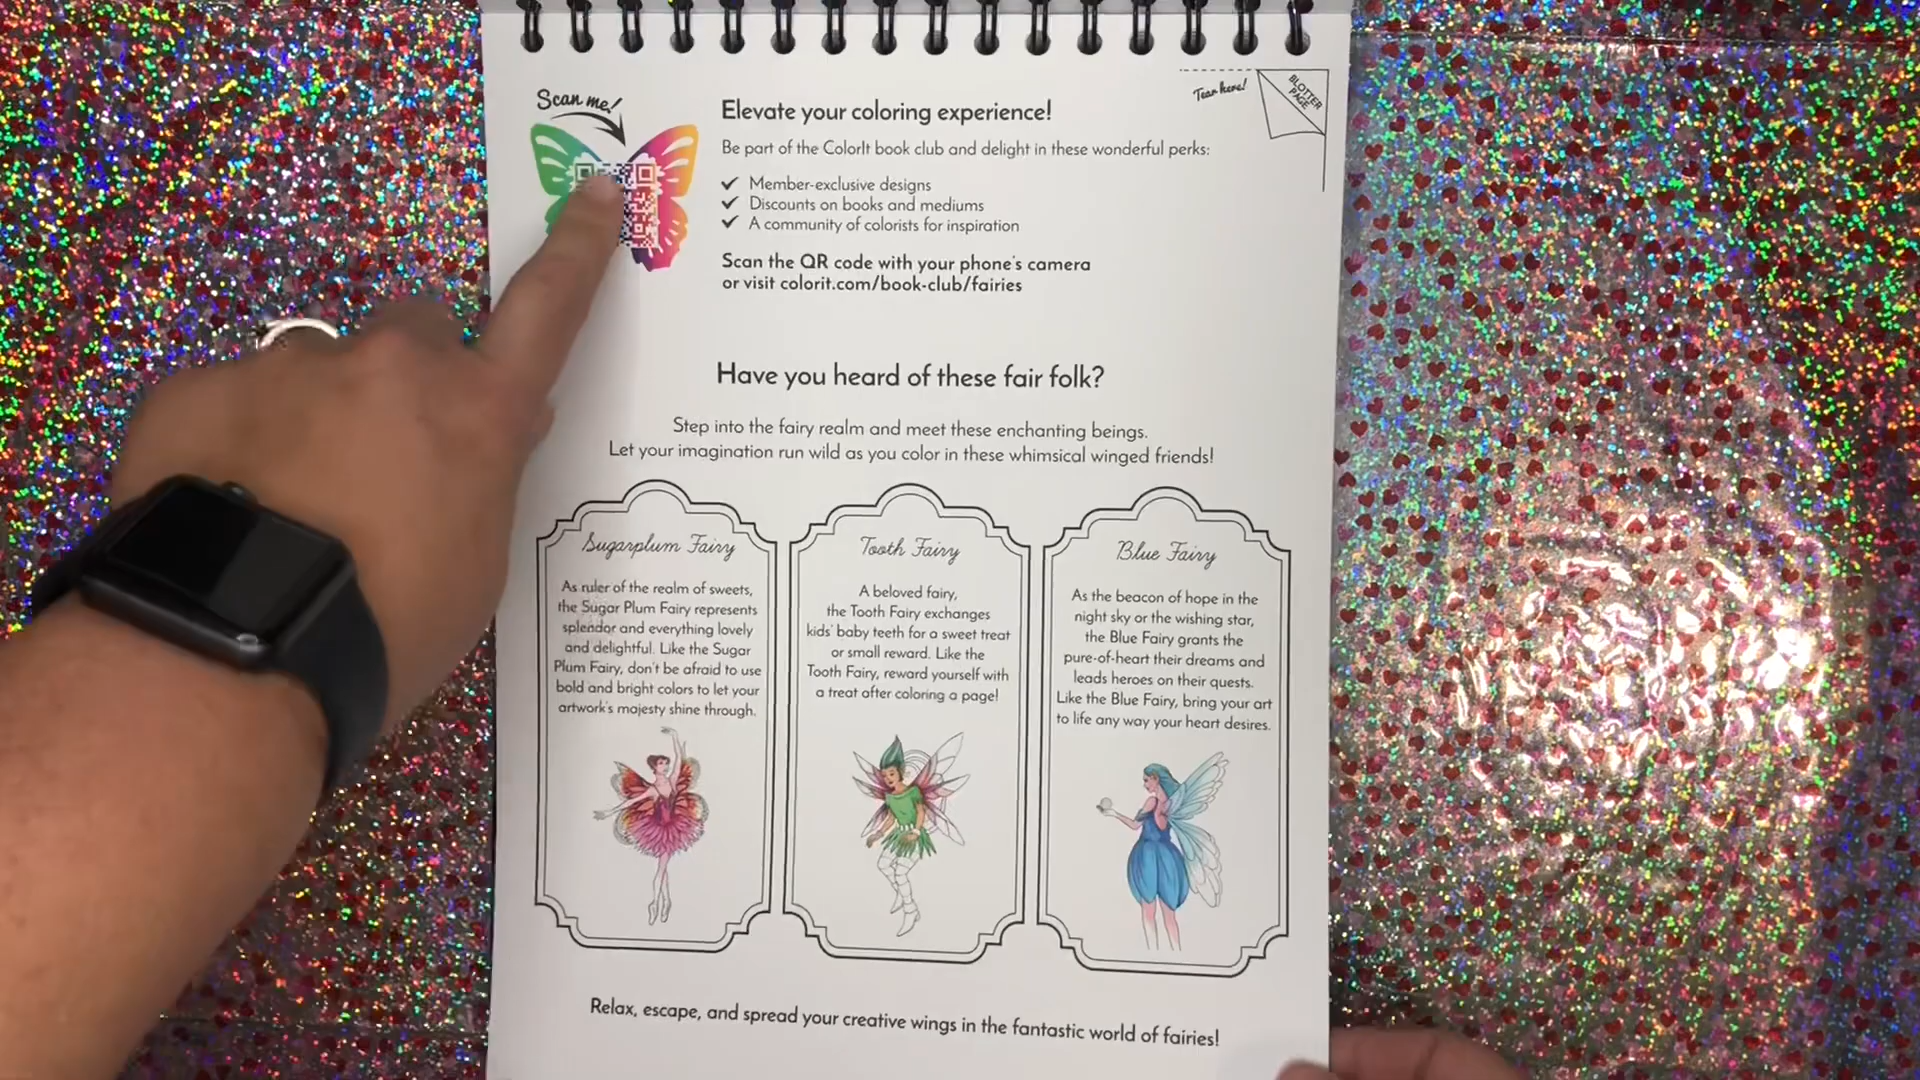 Scan me!
Tear here!
BLOTTER
PAGE
Elevate your coloring experience!
Be part of the ColorIt book club and delight in these wonderful perks:
✓ Member-exclusive designs
✓ Discounts on books and mediums
✓ A community of colorists for inspiration
Scan the QR code with your phone's camera
or visit colorit.com/book-club/fairies
Have you heard of these fair folk?
Step into the fairy realm and meet these enchanting beings.
Let your imagination run wild as you color in these whimsical winged friends!
Sugarplum Fairy
As ruler of the realm of sweets,
the Sugar Plum Fairy represents
splendor and everything lovely
and delightful. Like the Sugar
Plum Fairy, don't be afraid to use
bold and bright colors to let your
artwork's majesty shine through.
Tooth Fairy
A beloved fairy,
the Tooth Fairy exchanges
kids' baby teeth for a sweet treat
or small reward. Like the
Tooth Fairy, reward yourself with
a treat after coloring a page!
Blue Fairy
As the beacon of hope in the
night sky or the wishing star,
the Blue Fairy grants the
pure-of-heart their dreams and
leads heroes on their quests.
Like the Blue Fairy, bring your art
to life any way your heart desires.
Relax, escape, and spread your creative wings in the fantastic world of fairies!